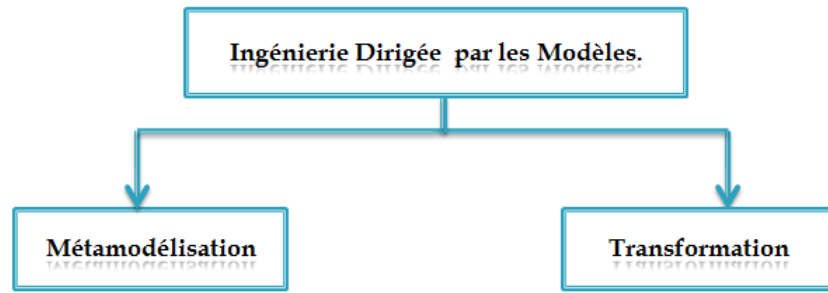 Ingénierie Dirigée par les Modèles.
Métamodélisation
Transformation